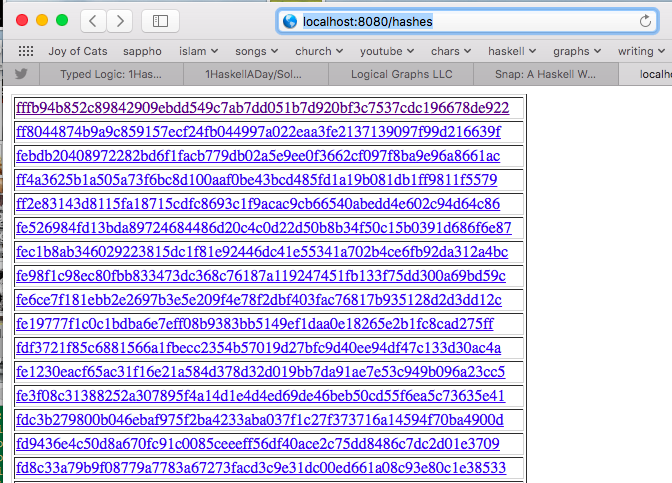 localhost:8080/hashes
Joy of Cats sappho islam songs church youtube chars haskell graphs writing
Typed Logic: 1Has... 1HaskellADay/Sol... Logical Graphs LLC Snap: A Haskell W... localho
fffb94b852c89842909ebdd549c7ab7dd051b7d920bf3c7537cdc196678de922
ff8044874b9a9c859157ecf24fb044997a022eaa3fe2137139097f99d216639f
febdb20408972282bd6f1facb779db02a5e9ee0f3662cf097f8ba9e96a8661ac
ff4a3625b1a505a73f6bc8d100aaf0be43bcd485fd1a19b081db1ff9811f5579
ff2e83143d8115fa18715cdfc8693c1f9acac9cb66540abedd4e602c94d64c86
fe526984fd13bda89724684486d20c4c0d22d50b8b34f50c15b0391d686f6e87
fec1b8ab346029223815dc1f81e92446dc41e55341a702b4ce6fb92da312a4bc
fe98f1c98ec80fbb833473dc368c76187a119247451fb133f75dd300a69bd59c
fe6ce7f181ebb2e2697b3e5e209f4e78f2dbf403fac76817b935128d2d3dd12c
fe19777f1c0c1bdba6e7eff08b9383bb5149ef1daa0e18265e2b1fc8cad275ff
fdf3721f85c6881566a1fbecc2354b57019d27bfc9d40ee94df47c133d30ac4a
fe1230eacf65ac31f16e21a584d378d32d019bb7da91ae7e53c949b096a23cc5
fe3f08c31388252a307895f4a14d1e4d4ed69de46beb50cd55f6ea5c73635e41
fdc3b279800b046ebaf975f2ba4233aba037f1c27f373716a14594f70ba4900d
fd9436e4c50d8a670fc91c0085ceeeff56df40ace2c75dd8486c7dc2d01e3709
fd8c33a79b9f08779a7783a67273facd3c9e31dc00ed661a08c93e80c1e38533